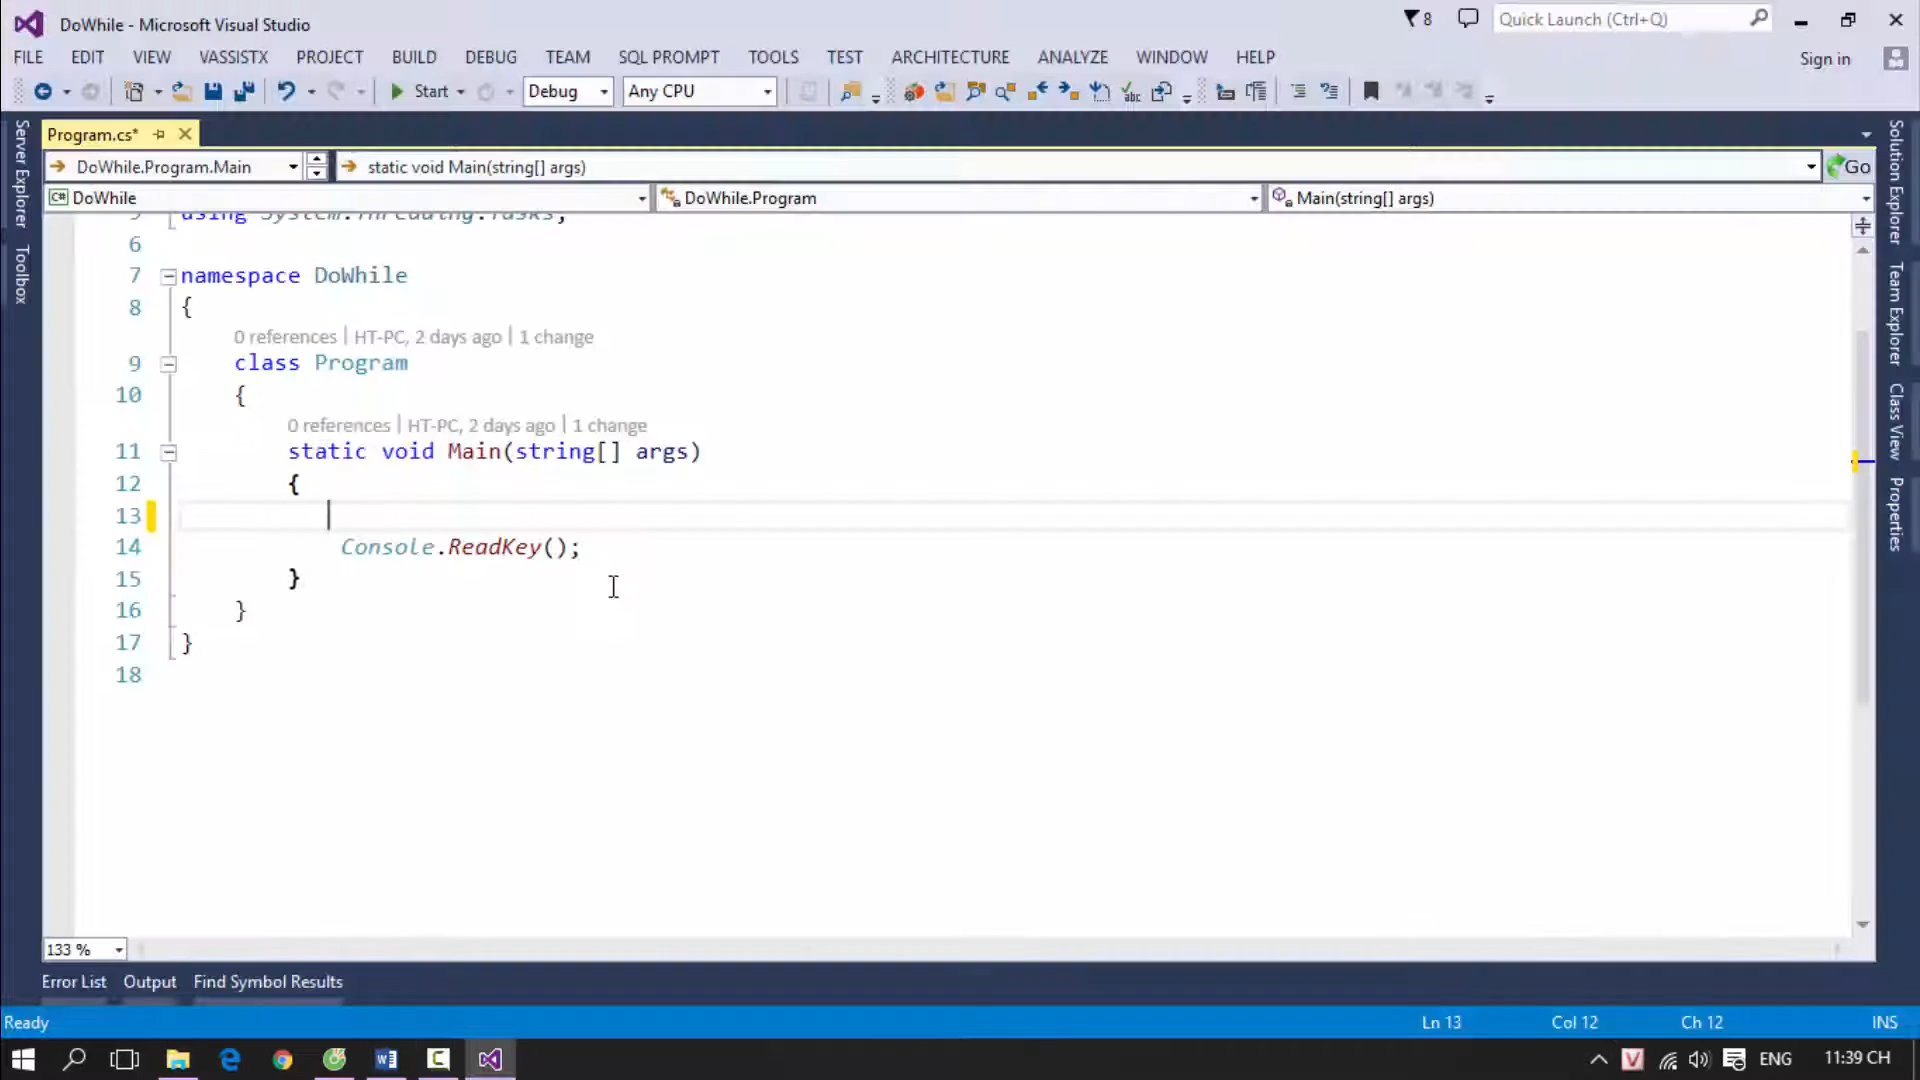 DoWhile - Microsoft Visual Studio
8
Quick Launch (Ctrl+Q)
FILE EDIT VIEW VASSISTX PROJECT BUILD DEBUG TEAM SQL PROMPT TOOLS TEST ARCHITECTURE ANALYZE WINDOW HELP
Sign in
Start Debug Any CPU
Program.cs*
DoWhile.Program.Main
static void Main(string[] args)
Go
C# DoWhile
DoWhile.Program
Main(string[] args)
Server Explorer
Toolbox
5 using System.Threading.Tasks;
6
7 namespace DoWhile
8 {
0 references | HT-PC, 2 days ago | 1 change
9 class Program
10 {
0 references | HT-PC, 2 days ago | 1 change
11 static void Main(string[] args)
12 {
13
14 Console.ReadKey();
15 }
16 }
17 }
18
Solution Explorer
Team Explorer
Class View
Properties
133 %
Error List Output Find Symbol Results
Ready
Ln 13 Col 12 Ch 12 INS
ENG 11:39 CH